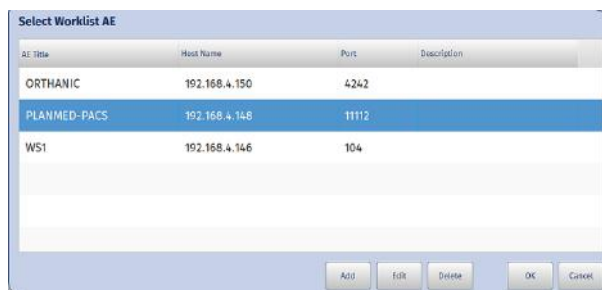 Select Worklist AE
AE Title Host Name Port Description
ORTHANIC 192.168.4.150 4242
PLANMED-PACS 192.168.4.148 11112
WS1 192.168.4.146 104
Add Edit Delete OK Cancel